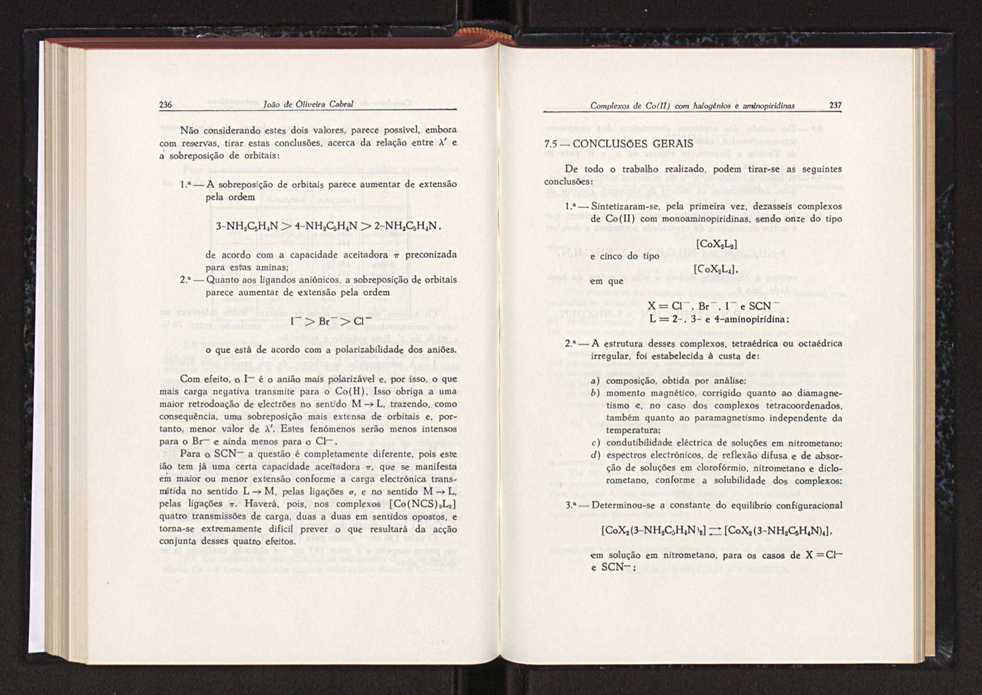 236 João de Oliveira Cabral
Não considerando estes dois valores, parece possível, embora
com reservas, tirar estas conclusões, acerca da relação entre λ′ e
a sobreposição de orbitais:
1.ª — A sobreposição de orbitais parece aumentar de extensão
pela ordem
3-NH₂C₅H₄N > 4-NH₂C₅H₄N > 2-NH₂C₅H₄N,
de acordo com a capacidade aceitadora π preconizada
para estas aminas;
2.ª — Quanto aos ligandos aniónicos, a sobreposição de orbitais
parece aumentar de extensão pela ordem
I⁻ > Br⁻ > Cl⁻
o que está de acordo com a polarizabilidade dos aniões.
Com efeito, o I⁻ é o anião mais polarizável e, por isso, o que
mais carga negativa transmite para o Co(II). Isso obriga a uma
maior retrodoação de electrões no sentido M → L, trazendo, como
consequência, uma sobreposição mais extensa de orbitais e, por-
tanto, menor valor de λ′. Estes fenómenos serão menos intensos
para o Br⁻ e ainda menos para o Cl⁻.
Para o SCN⁻ a questão é completamente diferente, pois este
ião tem já uma certa capacidade aceitadora π, que se manifesta
em maior ou menor extensão conforme a carga electrónica trans-
mitida no sentido L → M, pelas ligações σ, e no sentido M → L,
pelas ligações π. Haverá, pois, nos complexos [Co(NCS)₂L₂]
quatro transmissões de carga, duas a duas em sentidos opostos, e
torna-se extremamente difícil prever o que resultará da acção
conjunta desses quatro efeitos.
Complexos de Co(II) com halogénios e aminopiridinas 237
7.5 — CONCLUSÕES GERAIS
De todo o trabalho realizado, podem tirar-se as seguintes
conclusões:
1.ª — Sintetizaram-se, pela primeira vez, dezasseis complexos
de Co(II) com monoaminopiridinas, sendo onze do tipo
[CoX₂L₂]
e cinco do tipo
[CoX₂L₄],
em que
X = Cl⁻, Br⁻, I⁻ e SCN⁻
L = 2-, 3- e 4-aminopiridina;
2.ª — A estrutura desses complexos, tetraédrica ou octaédrica
irregular, foi estabelecida à custa de:
a) composição, obtida por análise;
b) momento magnético, corrigido quanto ao diamagne-
tismo e, no caso dos complexos tetracoordenados,
também quanto ao paramagnetismo independente da
temperatura;
c) condutibilidade eléctrica de soluções em nitrometano;
d) espectros electrónicos, de reflexão difusa e de absor-
ção de soluções em clorofórmio, nitrometano e diclo-
rometano, conforme a solubilidade dos complexos;
3.ª — Determinou-se a constante do equilíbrio configuracional
[CoX₂(3-NH₂C₅H₄N)₂] ⇄ [CoX₂(3-NH₂C₅H₄N)₄],
em solução em nitrometano, para os casos de X = Cl⁻
e SCN⁻;